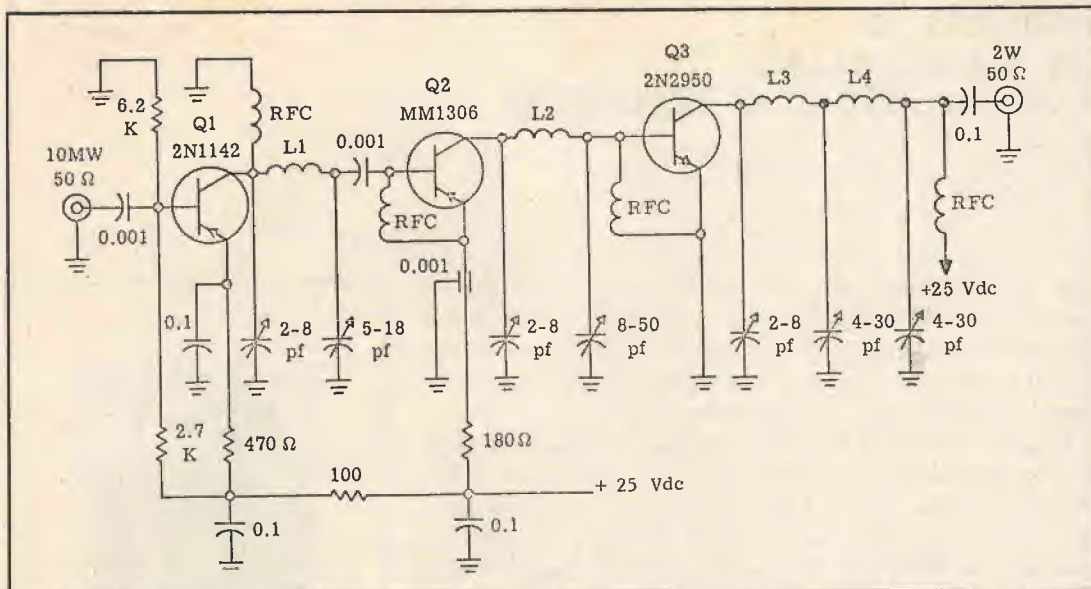 Q3
2N2950
2W
50 Ω
L3
L4
0.1
RFC
+25 Vdc
Q2
MM1306
L2
RFC
6.2
K
Q1
2N1142
RFC
L1
0.001
10MW
50 Ω
0.001
RFC
0.001
0.1
2-8
pf
5-18
pf
2-8
pf
8-50
pf
2-8
pf
4-30
pf
4-30
pf
2.7
K
470 Ω
180Ω
100
+ 25 Vdc
0.1
0.1